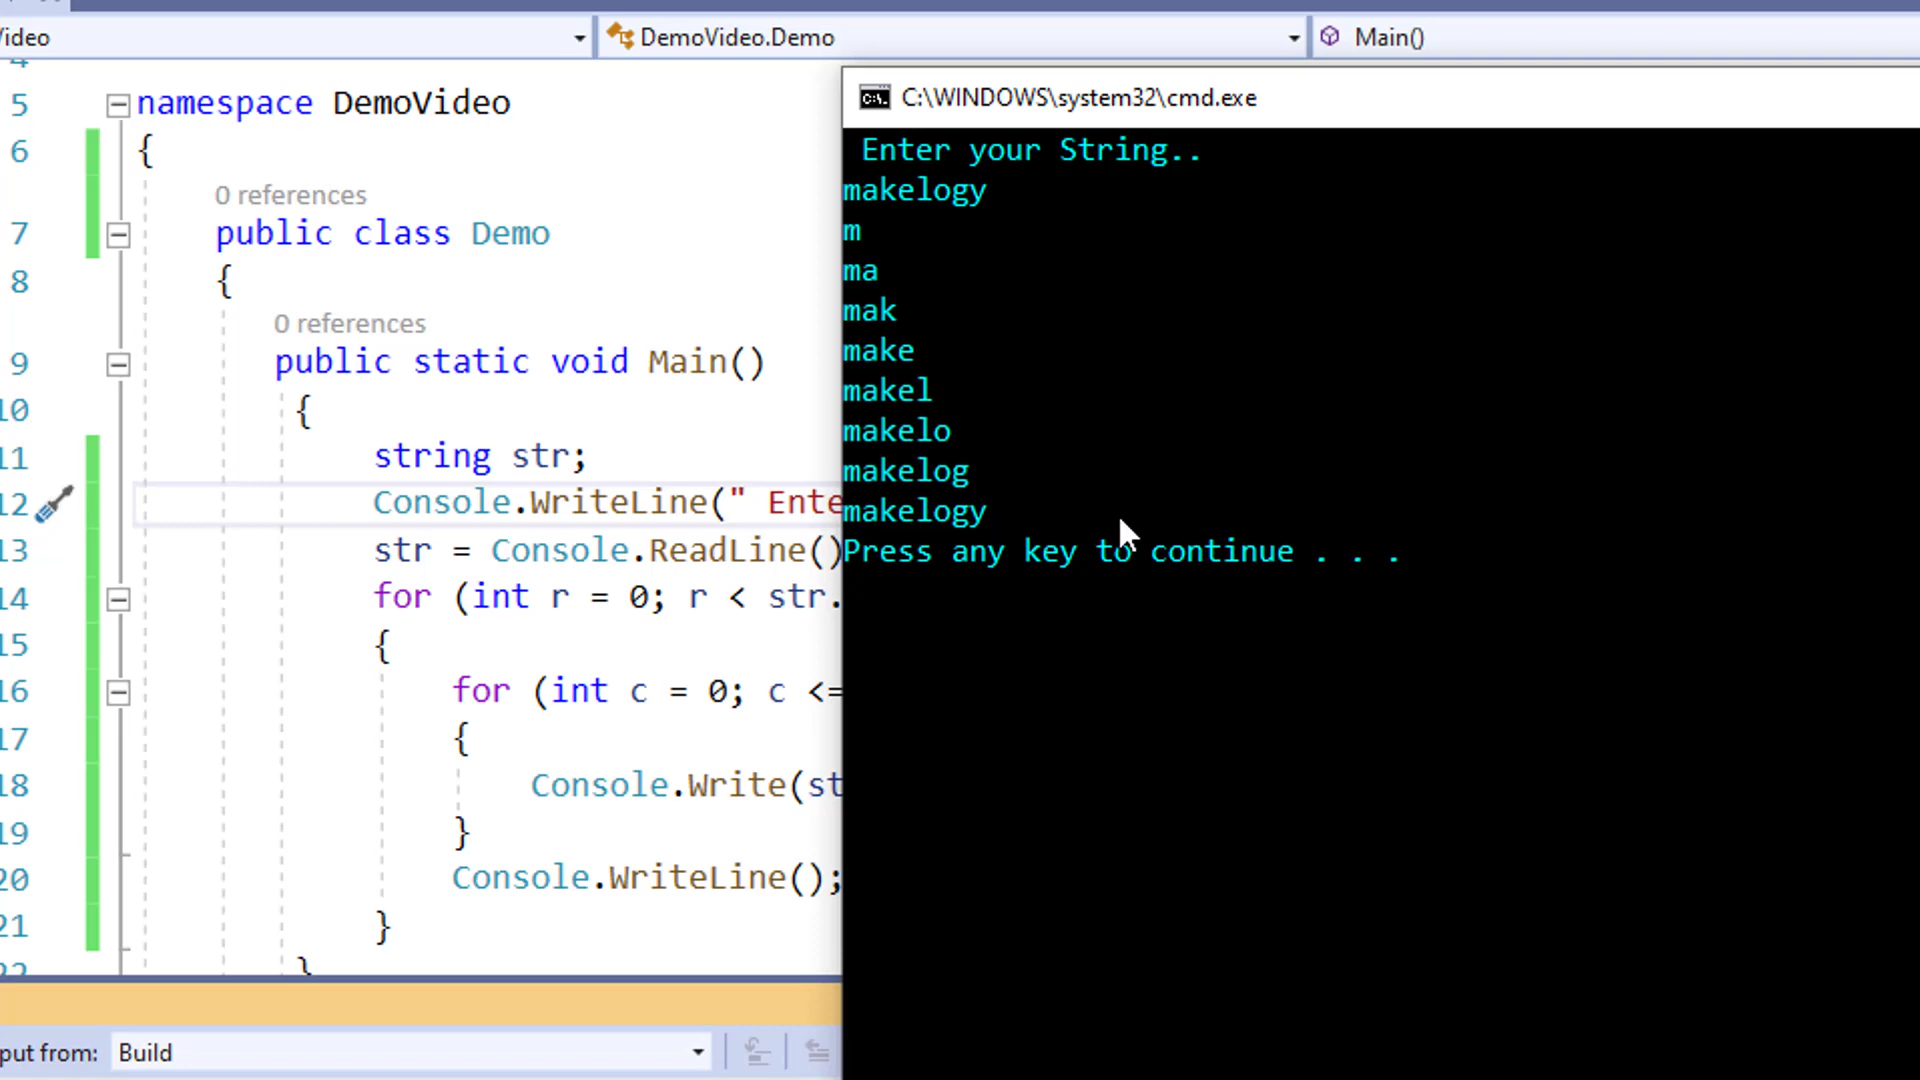 Video
DemoVideo.Demo
Main()
4
5 namespace DemoVideo
6 {
0 references
7 public class Demo
8 {
0 references
9 public static void Main()
10 {
11 string str;
12 Console.WriteLine(" Ente
13 str = Console.ReadLine()
14 for (int r = 0; r < str.
15 {
16 for (int c = 0; c <=
17 {
18 Console.Write(st
19 }
20 Console.WriteLine();
21 }
22 }
put from: Build
C:\WINDOWS\system32\cmd.exe
Enter your String..
makelogy
m
ma
mak
make
makel
makelo
makelog
makelogy
Press any key to continue . . .